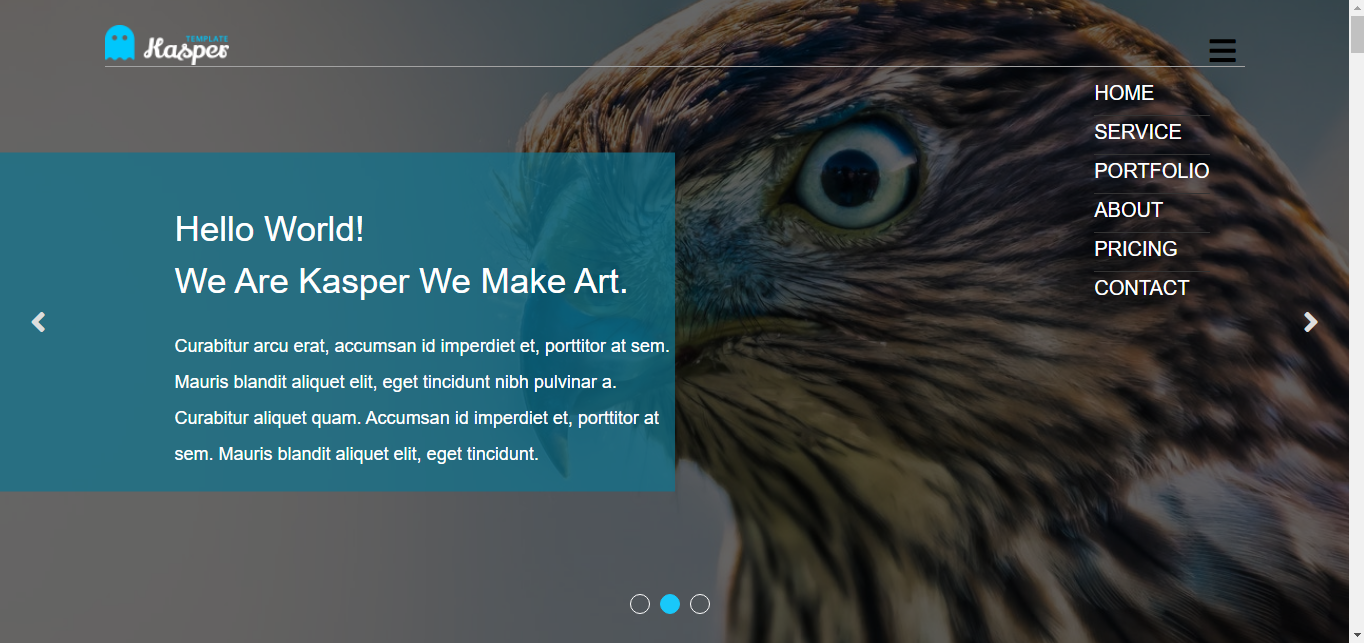 TEMPLATE
Kasper
HOME
SERVICE
PORTFOLIO
ABOUT
PRICING
CONTACT
Hello World!
We Are Kasper We Make Art.
Curabitur arcu erat, accumsan id imperdiet et, porttitor at sem.
Mauris blandit aliquet elit, eget tincidunt nibh pulvinar a.
Curabitur aliquet quam. Accumsan id imperdiet et, porttitor at
sem. Mauris blandit aliquet elit, eget tincidunt.